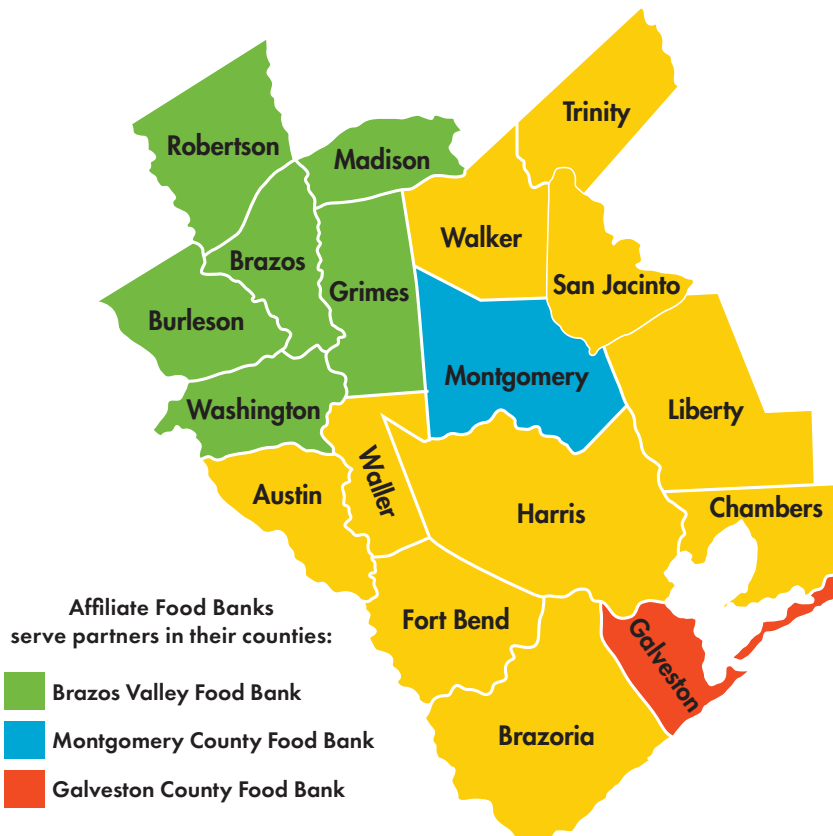 Trinity
Robertson
Madison
Walker
Brazos
San Jacinto
Grimes
Burleson
Montgomery
Washington
Liberty
Waller
Austin
Chambers
Harris
Affiliate Food Banks
serve partners in their counties:
Fort Bend
Galveston
Brazoria
Brazos Valley Food Bank
Montgomery County Food Bank
Galveston County Food Bank